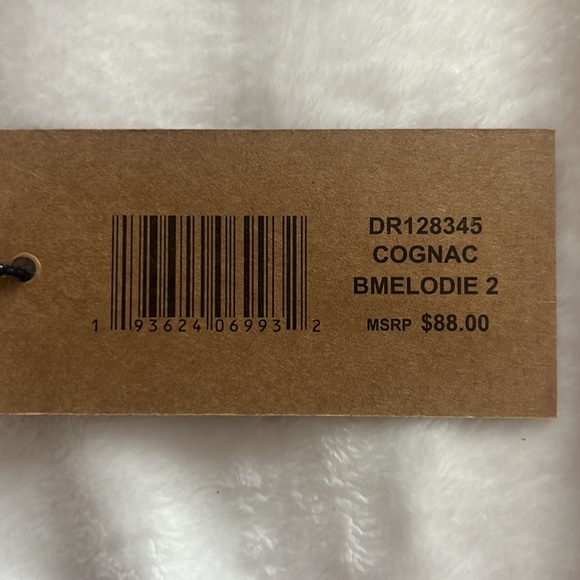 1 93624 06993 2
DR128345
COGNAC
BMELODIE 2
MSRP $88.00